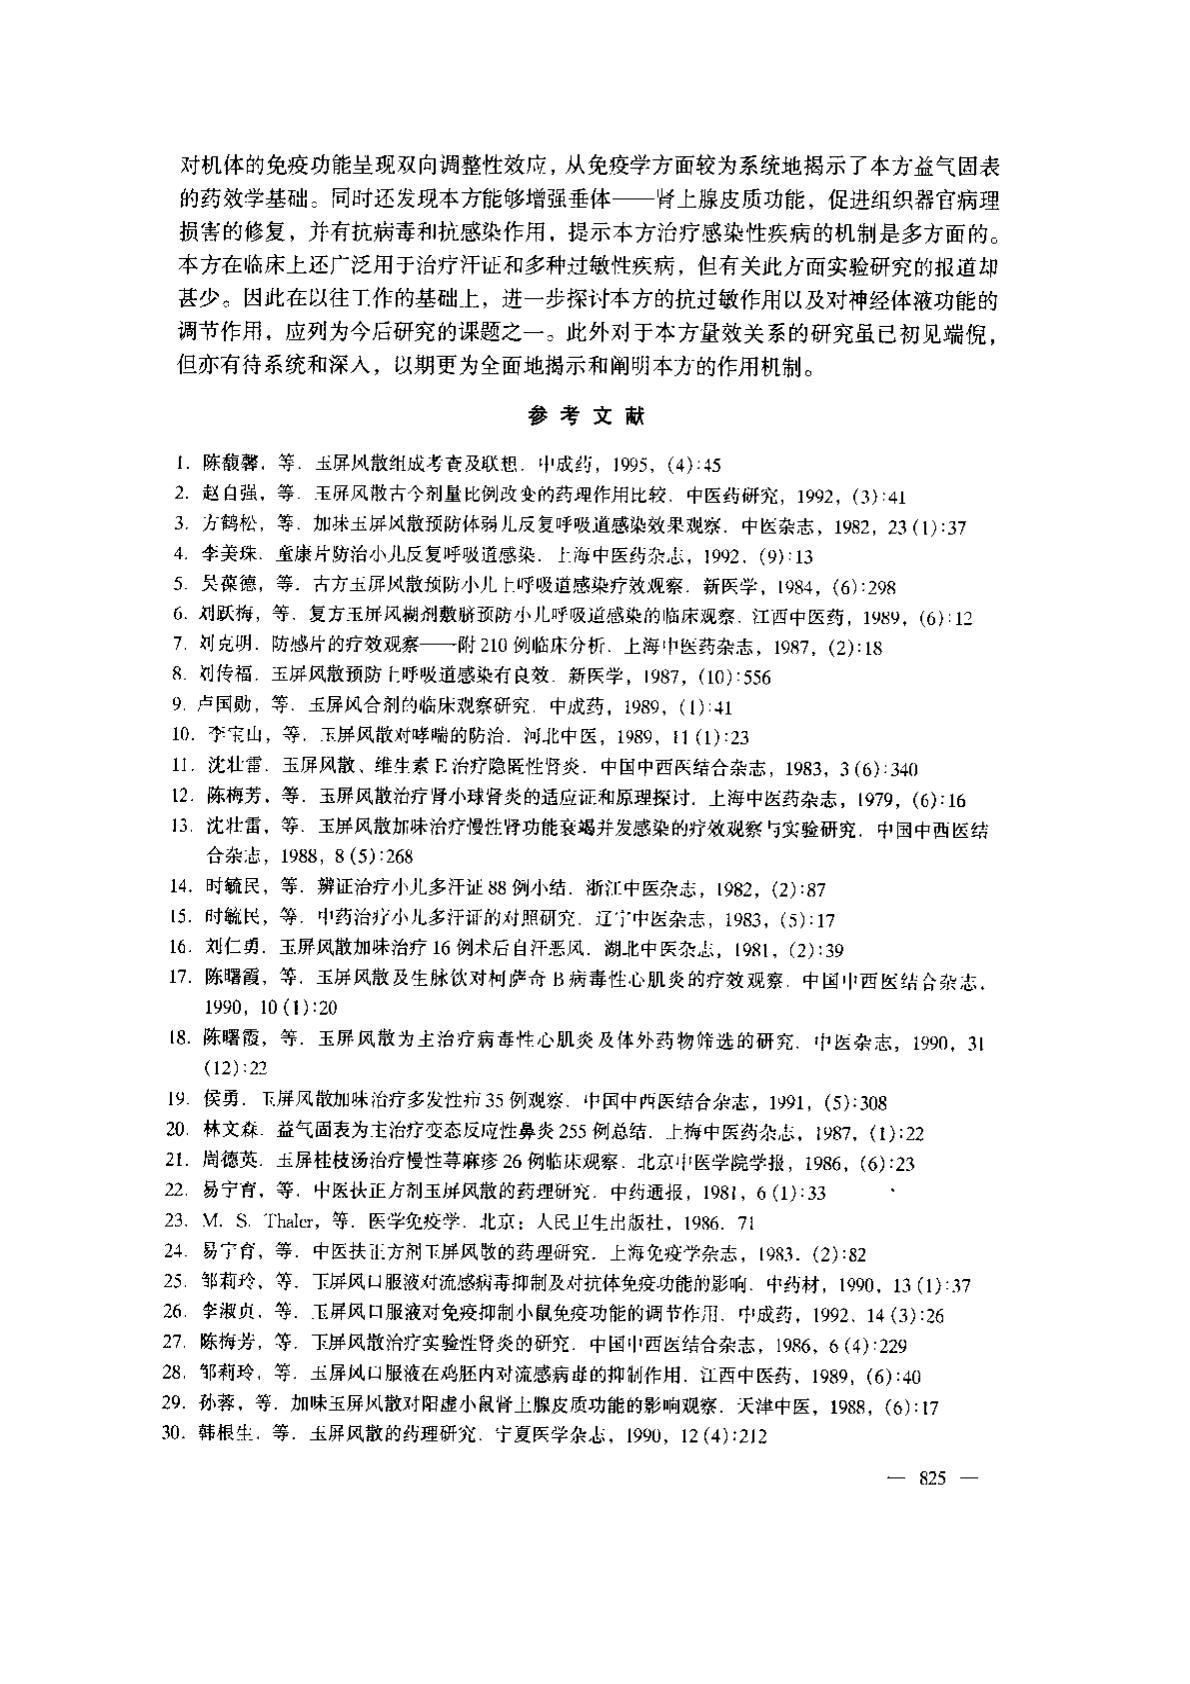 对机体的免疫功能呈现双向调整性效应，从免疫学方面较为系统地揭示了本方益气固表
的药效学基础。同时还发现本方能够增强垂体——肾上腺皮质功能，促进组织器官病理
损害的修复，并有抗病毒和抗感染作用，提示本方治疗感染性疾病的机制是多方面的。
本方在临床上还广泛用于治疗汗证和多种过敏性疾病，但有关此方面实验研究的报道却
甚少。因此在以往工作的基础上，进一步探讨本方的抗过敏作用以及对神经体液功能的
调节作用，应列为今后研究的课题之一。此外对于本方量效关系的研究虽已初见端倪，
但亦有待系统和深入，以期更为全面地揭示和阐明本方的作用机制。
参考文献
1. 陈馥馨，等. 玉屏风散组成考查及联想. 中成药，1995，(4):45
2. 赵自强，等. 玉屏风散古今剂量比例改变的药理作用比较. 中医药研究，1992，(3):41
3. 方鹤松，等. 加味玉屏风散预防体弱儿反复呼吸道感染效果观察. 中医杂志，1982，23(1):37
4. 李美珠. 童康片防治小儿反复呼吸道感染. 上海中医药杂志，1992，(9):13
5. 吴葆德，等. 古方玉屏风散预防小儿上呼吸道感染疗效观察. 新医学，1984，(6):298
6. 刘跃梅，等. 复方玉屏风糊剂敷脐预防小儿呼吸道感染的临床观察. 江西中医药，1989，(6):12
7. 刘克明. 防感片的疗效观察——附210例临床分析. 上海中医药杂志，1987，(2):18
8. 刘传福. 玉屏风散预防上呼吸道感染有良效. 新医学，1987，(10):556
9. 卢国勋，等. 玉屏风合剂的临床观察研究. 中成药，1989，(1):41
10. 李宝山，等. 玉屏风散对哮喘的防治. 河北中医，1989，11(1):23
11. 沈壮雷. 玉屏风散、维生素E治疗隐匿性肾炎. 中国中西医结合杂志，1983，3(6):340
12. 陈梅芳，等. 玉屏风散治疗肾小球肾炎的适应证和原理探讨. 上海中医药杂志，1979，(6):16
13. 沈壮雷，等. 玉屏风散加味治疗慢性肾功能衰竭并发感染的疗效观察与实验研究. 中国中西医结
合杂志，1988，8(5):268
14. 时毓民，等. 辨证治疗小儿多汗证88例小结. 浙江中医杂志，1982，(2):87
15. 时毓民，等. 中药治疗小儿多汗证的对照研究. 辽宁中医杂志，1983，(5):17
16. 刘仁勇. 玉屏风散加味治疗16例术后自汗恶风. 湖北中医杂志，1981，(2):39
17. 陈曙霞，等. 玉屏风散及生脉饮对柯萨奇B病毒性心肌炎的疗效观察. 中国中西医结合杂志，
1990，10(1):20
18. 陈曙霞，等. 玉屏风散为主治疗病毒性心肌炎及体外药物筛选的研究. 中医杂志，1990，31
(12):22
19. 侯勇. 玉屏风散加味治疗多发性疖35例观察. 中国中西医结合杂志，1991，(5):308
20. 林文森. 益气固表为主治疗变态反应性鼻炎255例总结. 上海中医药杂志，1987，(1):22
21. 周德英. 玉屏桂枝汤治疗慢性荨麻疹26例临床观察. 北京中医学院学报，1986，(6):23
22. 易宁育，等. 中医扶正方剂玉屏风散的药理研究. 中药通报，1981，6(1):33
23. M. S. Thaler，等. 医学免疫学. 北京：人民卫生出版社，1986. 71
24. 易宁育，等. 中医扶正方剂玉屏风散的药理研究. 上海免疫学杂志，1983. (2):82
25. 邹莉玲，等. 玉屏风口服液对流感病毒抑制及对抗体免疫功能的影响. 中药材，1990，13(1):37
26. 李淑贞，等. 玉屏风口服液对免疫抑制小鼠免疫功能的调节作用. 中成药，1992，14(3):26
27. 陈梅芳，等. 玉屏风散治疗实验性肾炎的研究. 中国中西医结合杂志，1986，6(4):229
28. 邹莉玲，等. 玉屏风口服液在鸡胚内对流感病毒的抑制作用. 江西中医药，1989，(6):40
29. 孙蓉，等. 加味玉屏风散对阳虚小鼠肾上腺皮质功能的影响观察. 天津中医，1988，(6):17
30. 韩根生，等. 玉屏风散的药理研究. 宁夏医学杂志，1990，12(4):212
— 825 —